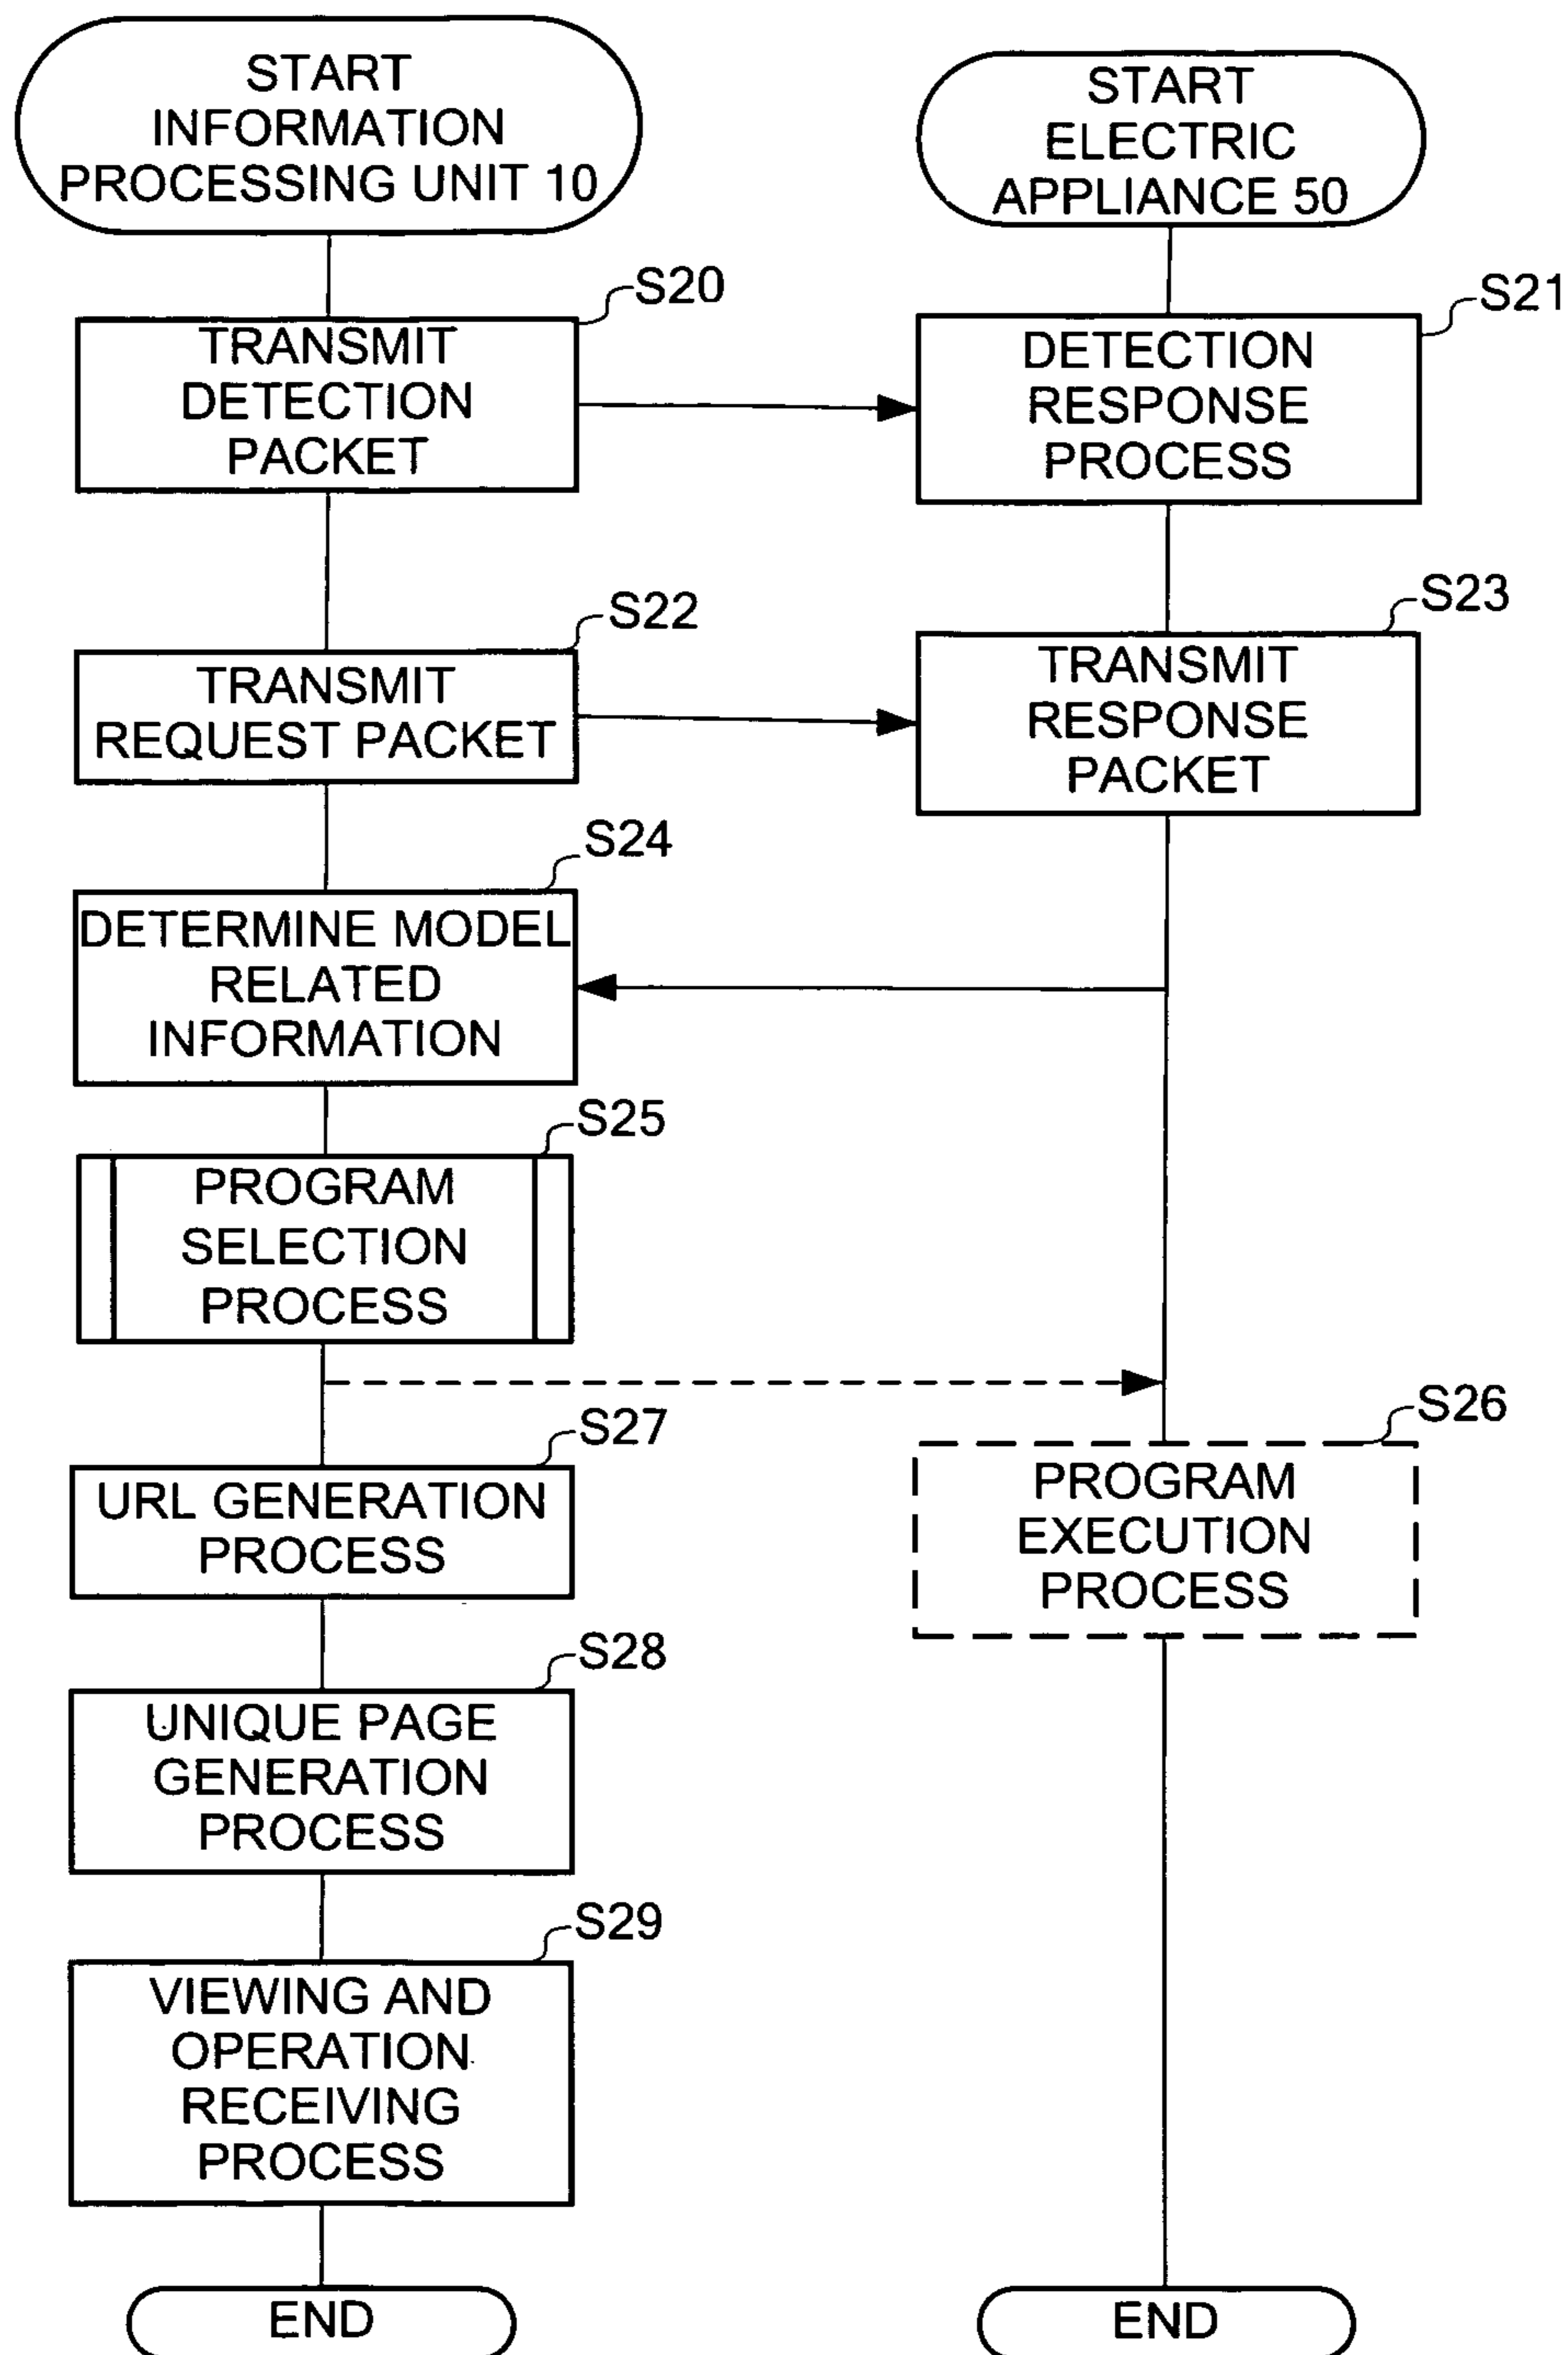 START
INFORMATION
PROCESSING UNIT 10
START
ELECTRIC
APPLIANCE 50
S20
TRANSMIT
DETECTION
PACKET
S21
DETECTION
RESPONSE
PROCESS
S22
TRANSMIT
REQUEST PACKET
S23
TRANSMIT
RESPONSE
PACKET
S24
DETERMINE MODEL
RELATED
INFORMATION
S25
PROGRAM
SELECTION
PROCESS
S26
PROGRAM
EXECUTION
PROCESS
S27
URL GENERATION
PROCESS
S28
UNIQUE PAGE
GENERATION
PROCESS
S29
VIEWING AND
OPERATION
RECEIVING
PROCESS
END
END